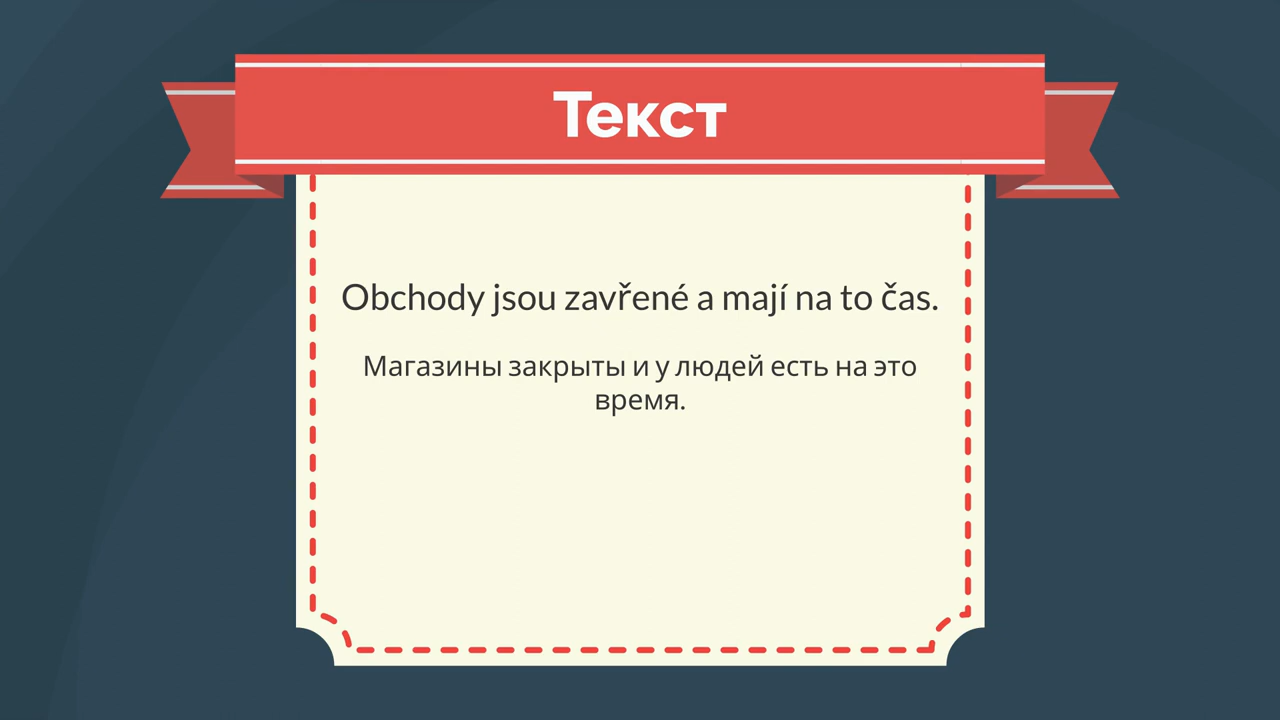 Текст
Obchody jsou zavřené a mají na to čas.
Магазины закрыты и у людей есть на это
время.